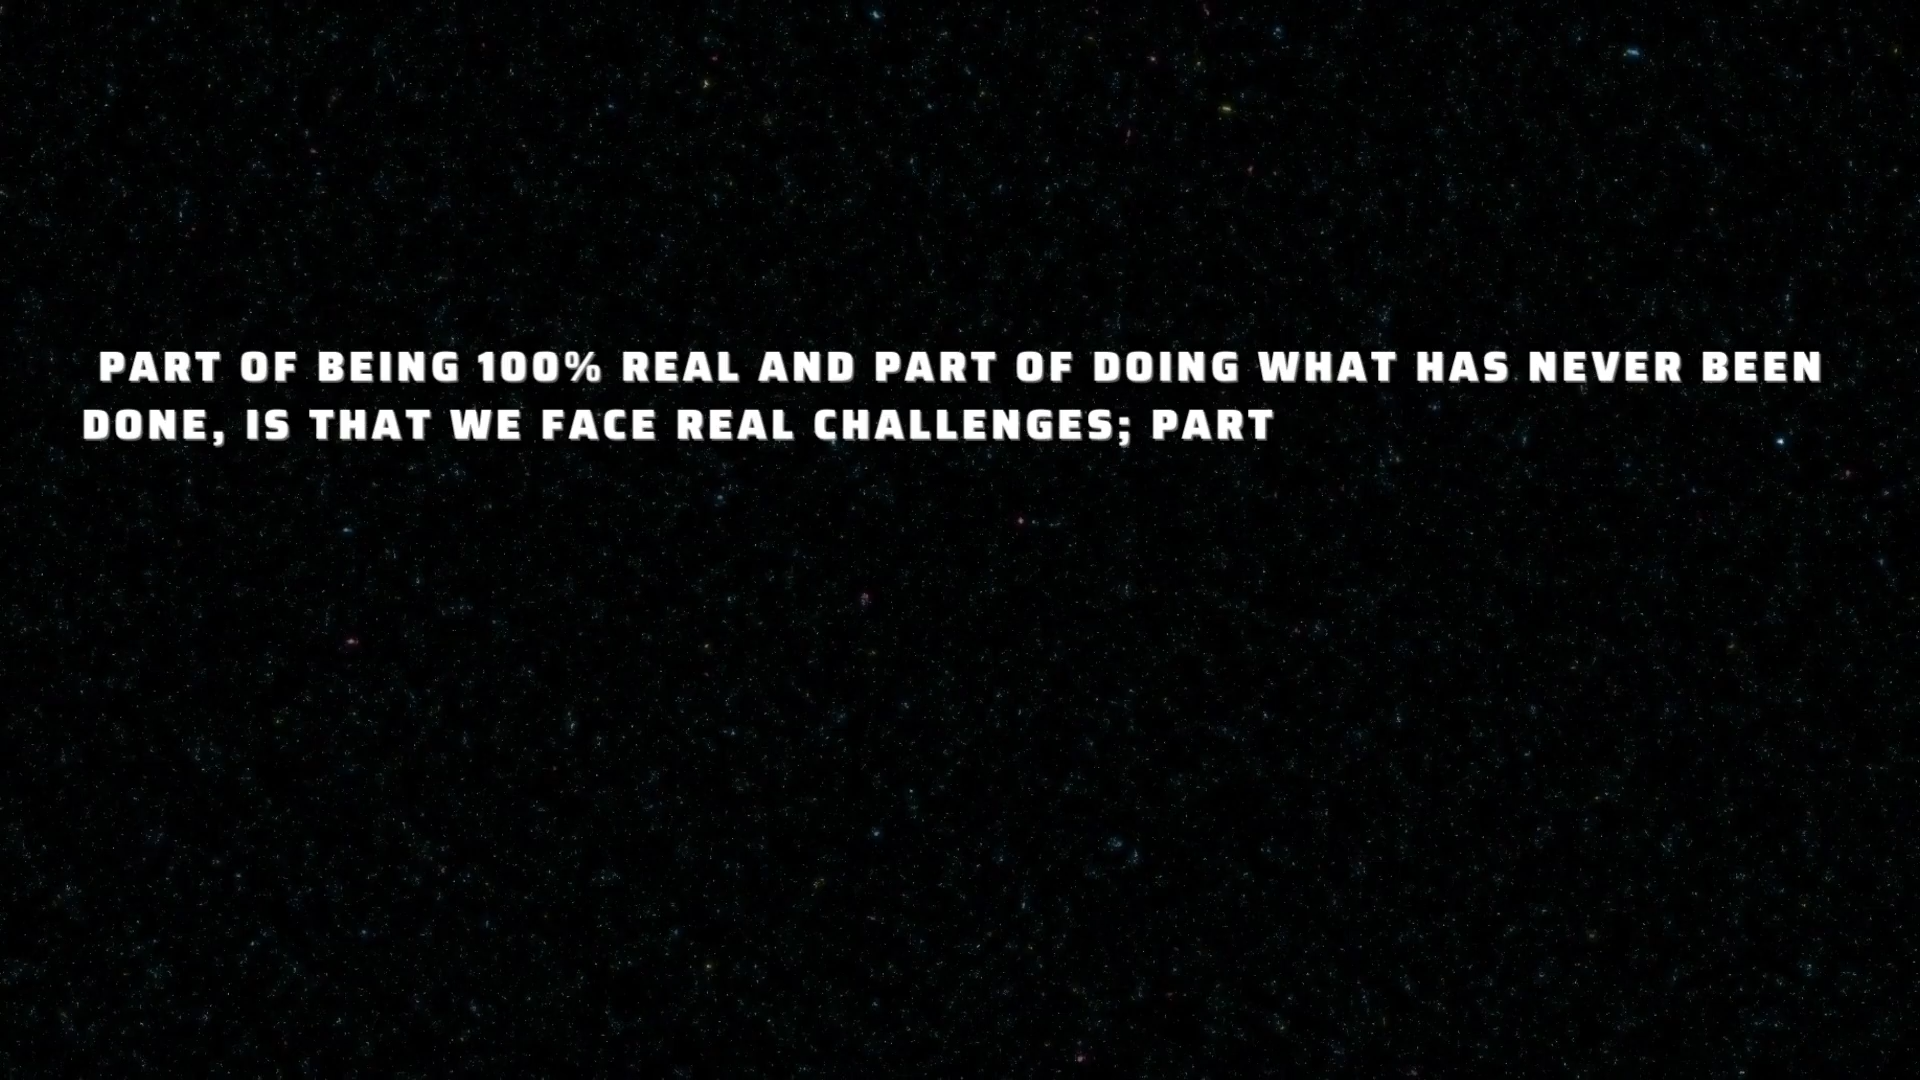 PART OF BEING 100% REAL AND PART OF DOING WHAT HAS NEVER BEEN
DONE, IS THAT WE FACE REAL CHALLENGES; PART